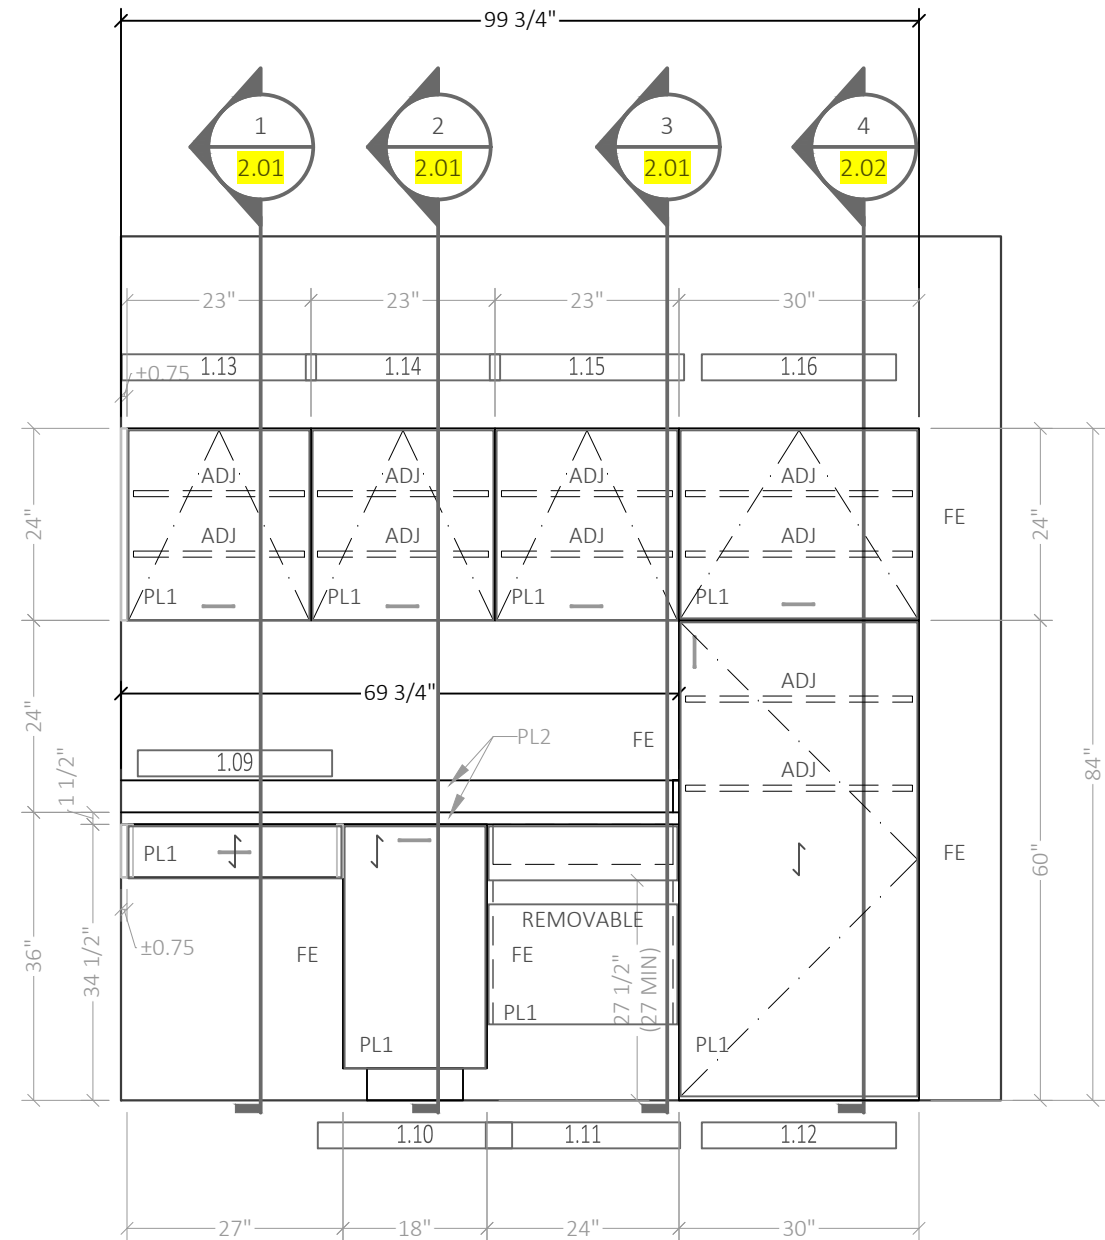 99 3/4"
1
2
3
4
2.01
2.01
2.01
2.02
23"
23"
23"
30"
1.13
1.14
1.15
1.16
±0.75
ADJ
ADJ
ADJ
ADJ
FE
24"
24"
ADJ
ADJ
ADJ
ADJ
PL1
PL1
PL1
PL1
ADJ
69 3/4"
24"
PL2
FE
1.09
1 1/2"
ADJ
84"
PL1
FE
60"
REMOVABLE
±0.75
FE
FE
36"
34 1/2"
27 1/2"
(27 MIN)
PL1
PL1
PL1
1.10
1.11
1.12
27"
18"
24"
30"